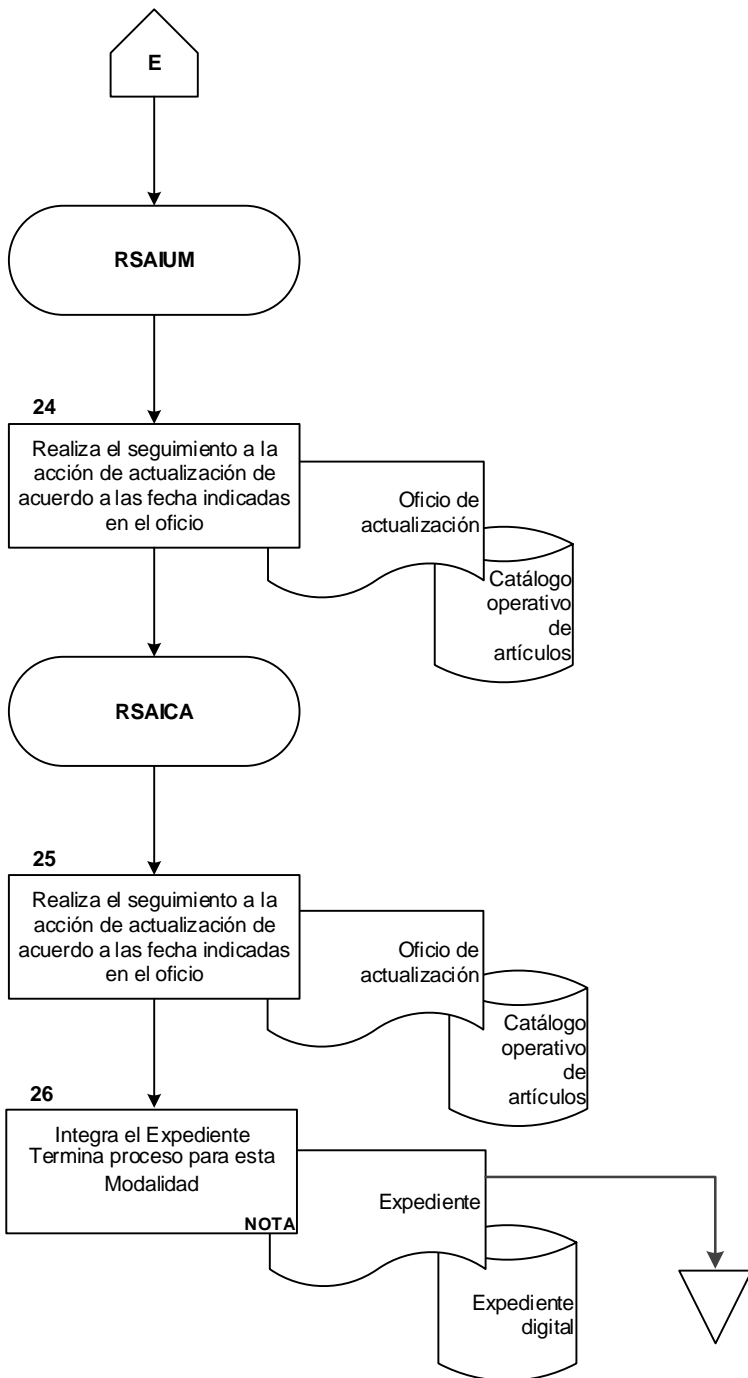 E
RSAIUM
24
Realiza el seguimiento a la
acción de actualización de
acuerdo a las fecha indicadas
en el oficio
Oficio de
actualización
Catálogo
operativo
de
artículos
RSAICA
25
Realiza el seguimiento a la
acción de actualización de
acuerdo a las fecha indicadas
en el oficio
Oficio de
actualización
Catálogo
operativo
de
artículos
26
Integra el Expediente
Termina proceso para esta
Modalidad
NOTA
Expediente
Expediente
digital